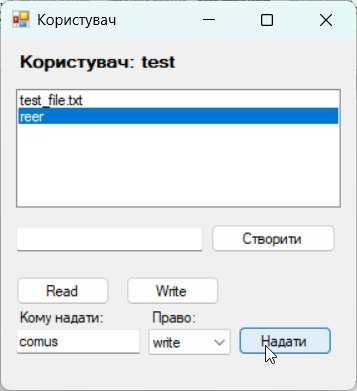 Користувач
Користувач: test
test_file.txt
reer
Створити
Read Write
Кому надати: Право:
comus write Надати